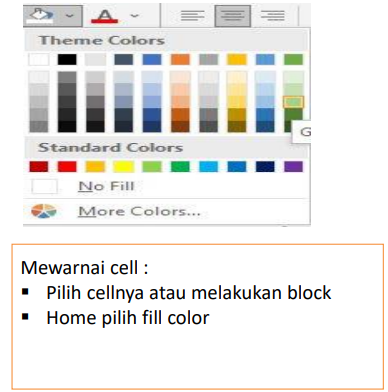 A
Theme Colors
G
Standard Colors
No Fill
More Colors...
Mewarnai cell :
▪ Pilih cellnya atau melakukan block
▪ Home pilih fill color